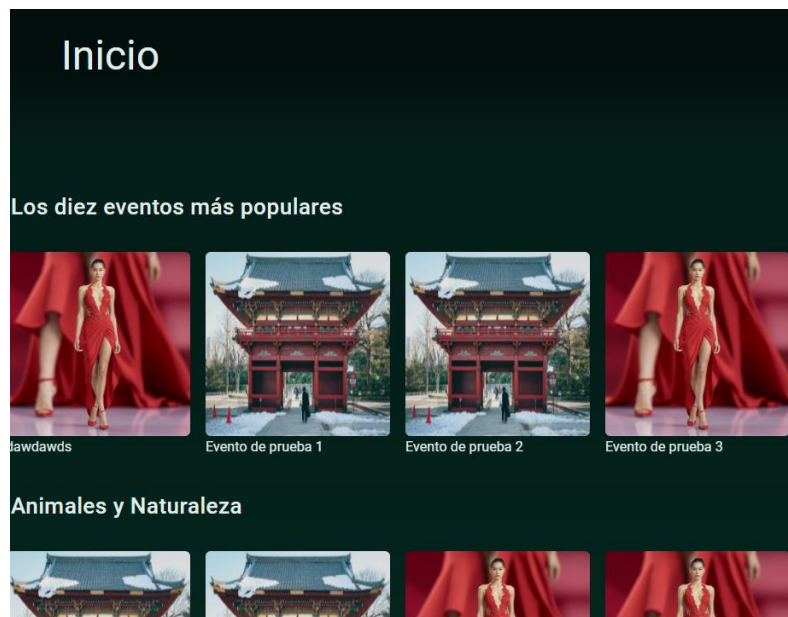 Inicio
Los diez eventos más populares
dawdawds
Evento de prueba 1
Evento de prueba 2
Evento de prueba 3
Animales y Naturaleza